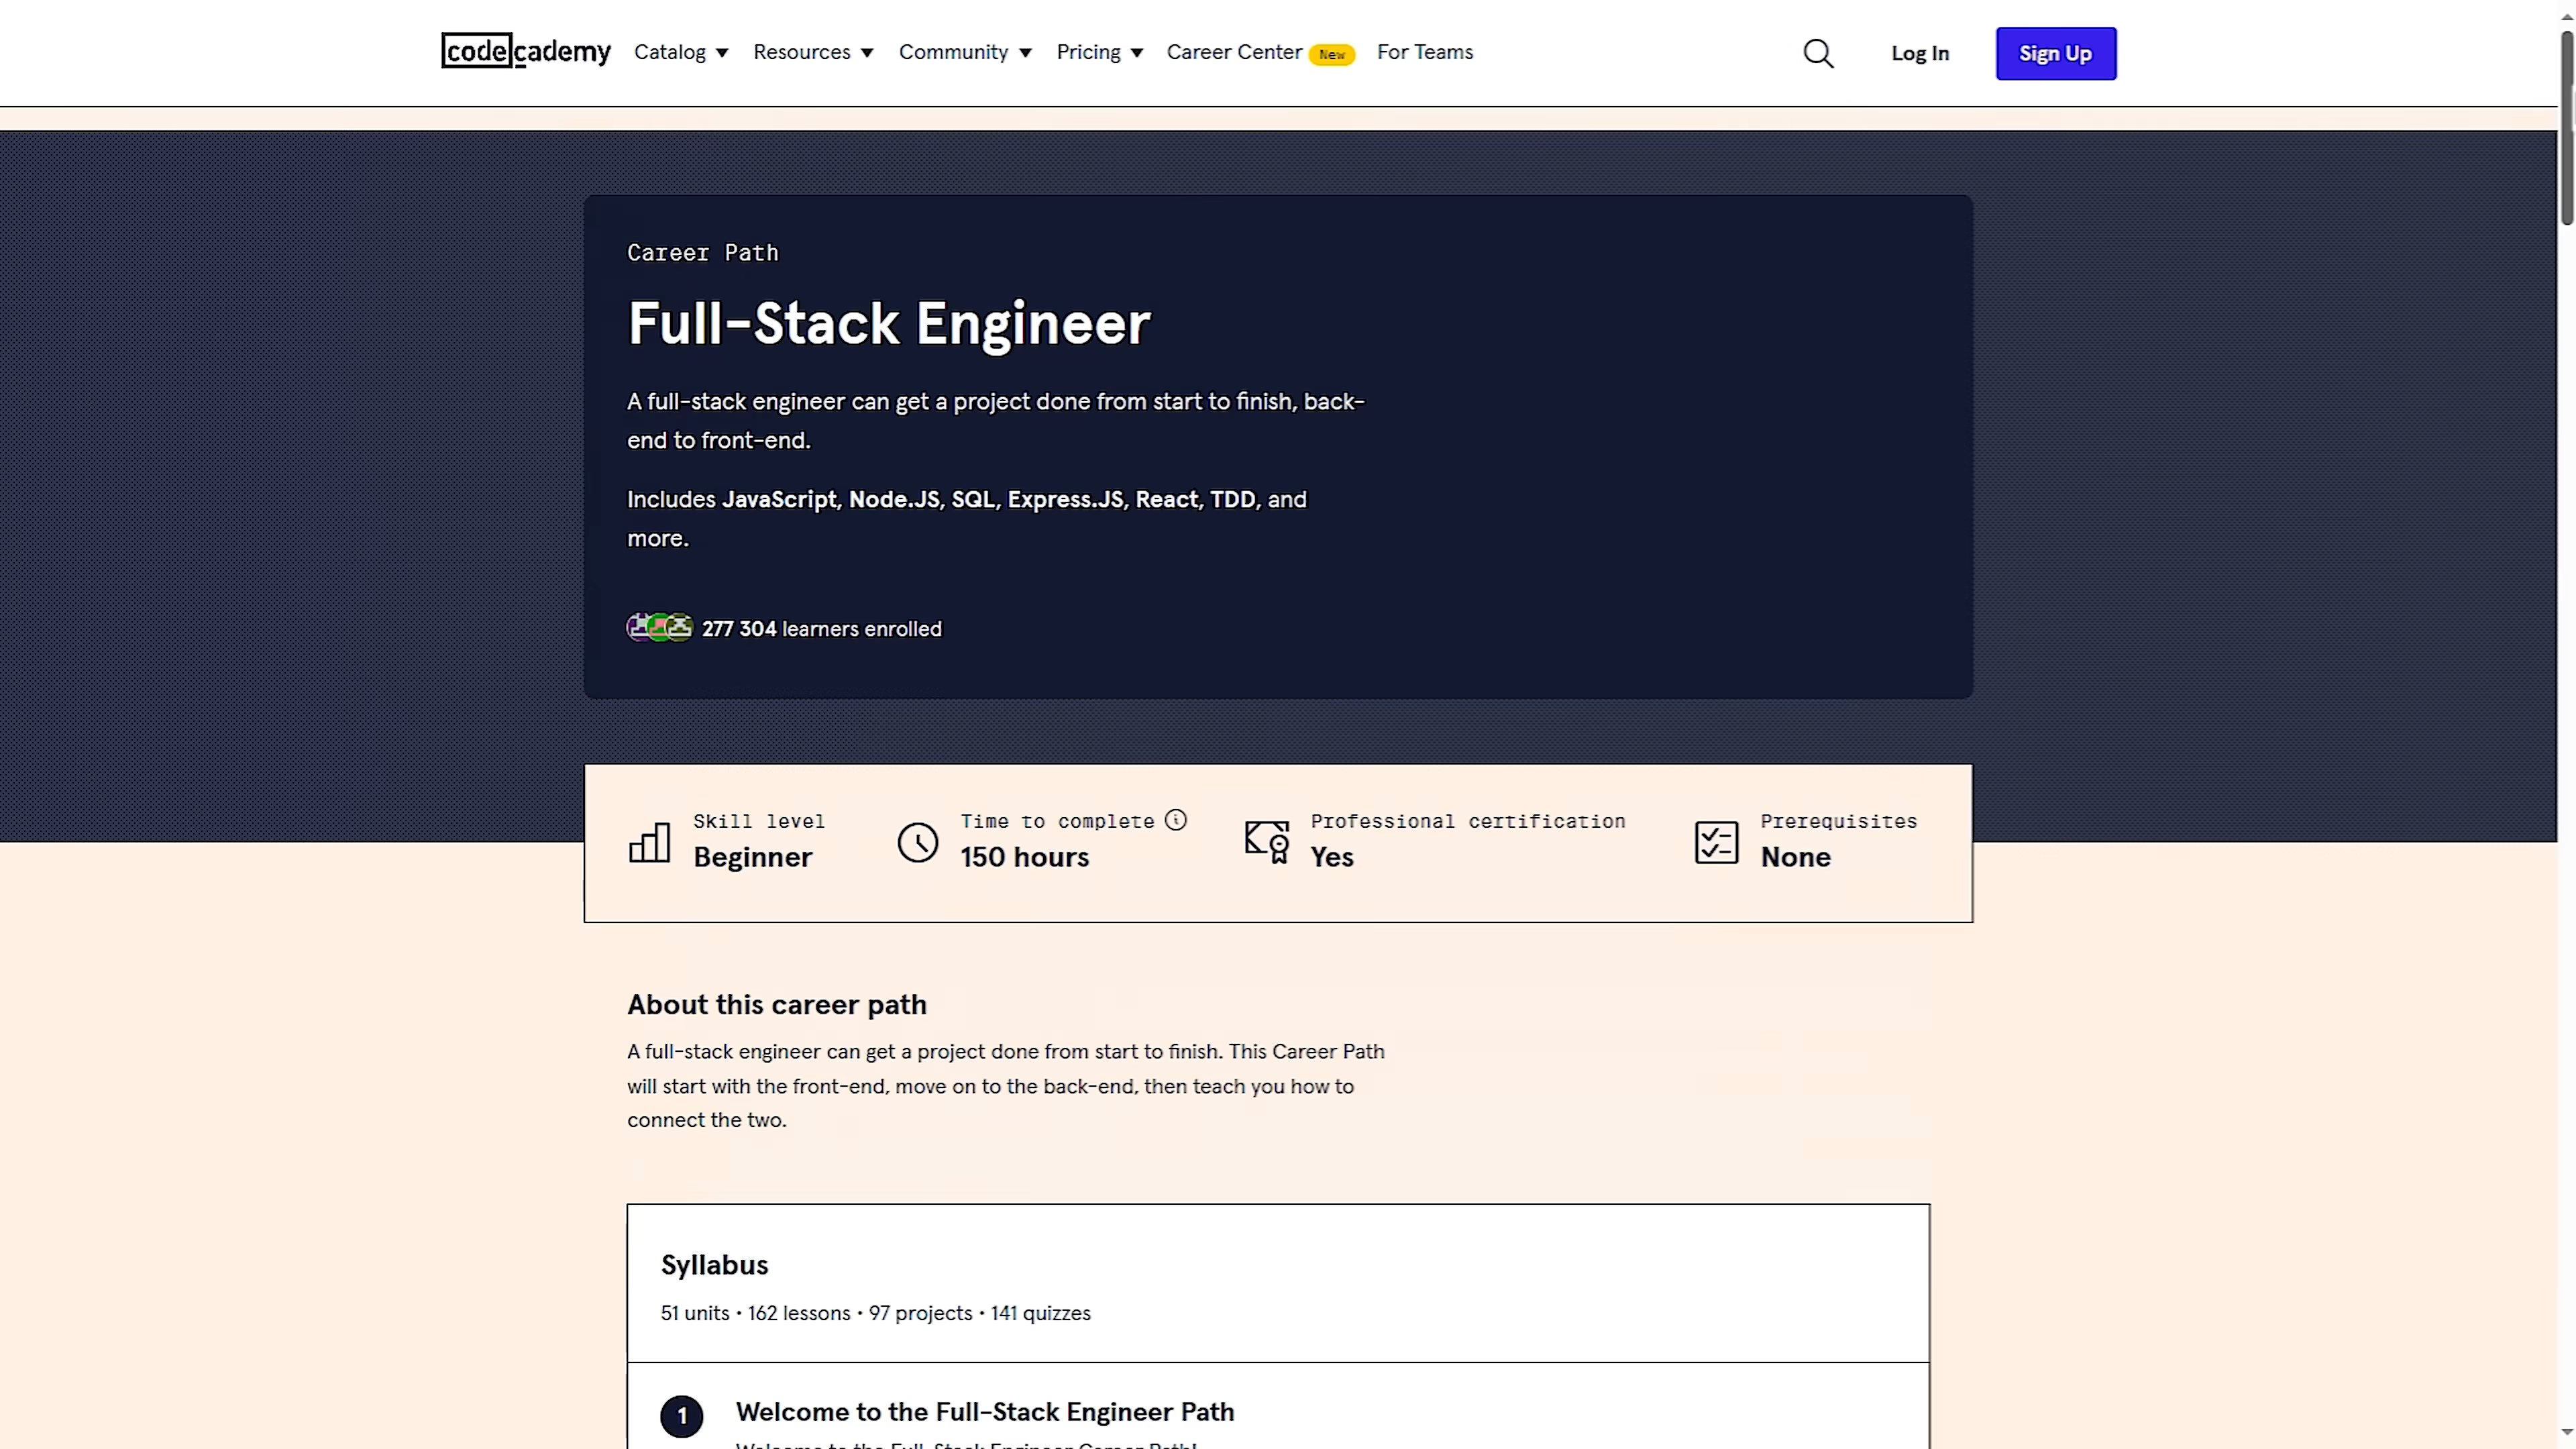 codecademy Catalog Resources Community Pricing Career Center New For Teams Log In Sign Up
Career Path
Full-Stack Engineer
A full-stack engineer can get a project done from start to finish, back-
end to front-end.
Includes JavaScript, Node.JS, SQL, Express.JS, React, TDD, and
more.
277 304 learners enrolled
Skill level
Beginner
Time to complete
150 hours
Professional certification
Yes
Prerequisites
None
About this career path
A full-stack engineer can get a project done from start to finish. This Career Path
will start with the front-end, move on to the back-end, then teach you how to
connect the two.
Syllabus
51 units • 162 lessons • 97 projects • 141 quizzes
1 Welcome to the Full-Stack Engineer Path
Welcome to the Full-Stack Engineer Career Path!